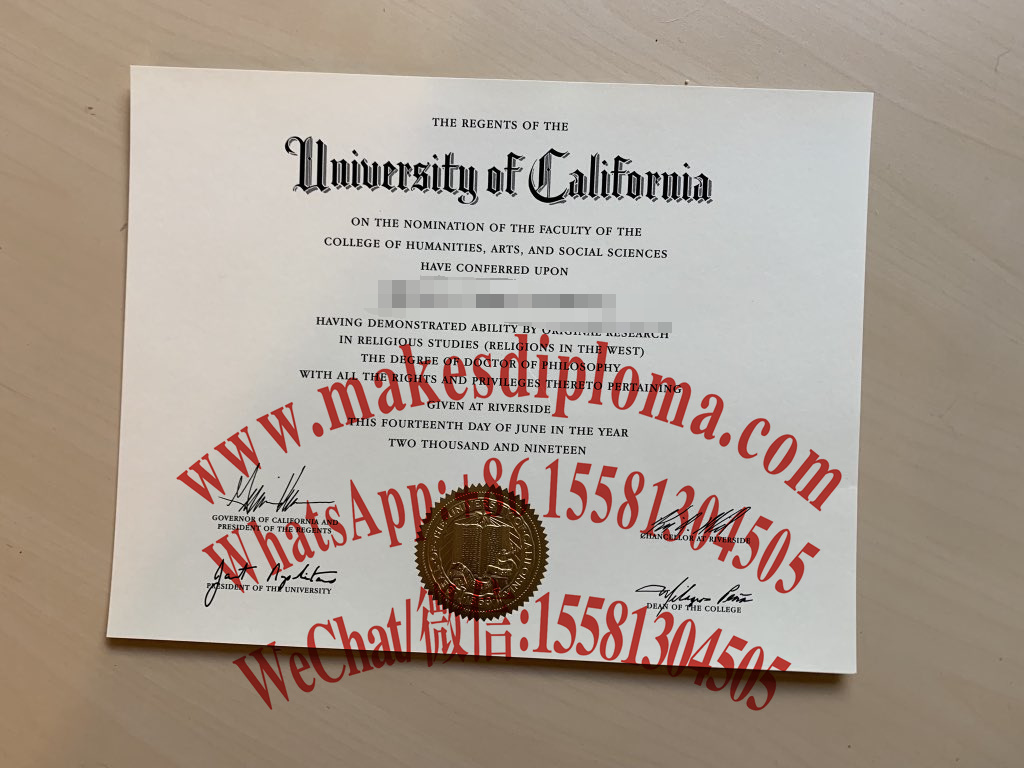 THE REGENTS OF THE
University of California
ON THE NOMINATION OF THE FACULTY OF THE
COLLEGE OF HUMANITIES, ARTS, AND SOCIAL SCIENCES
HAVE CONFERRED UPON
HAVING DEMONSTRATED ABILITY BY ORIGINAL RESEARCH
IN RELIGIOUS STUDIES (RELIGIONS IN THE WEST)
THE DEGREE OF DOCTOR OF PHILOSOPHY
WITH ALL THE RIGHTS AND PRIVILEGES THERETO PERTAINING
GIVEN AT RIVERSIDE
THIS FOURTEENTH DAY OF JUNE IN THE YEAR
TWO THOUSAND AND NINETEEN
www.makesdiploma.com
WhatsApp:+86 15581304505
WeChat/微信:15581304505
GOVERNOR OF CALIFORNIA AND
PRESIDENT OF THE REGENTS
CHANCELLOR AT RIVERSIDE
PRESIDENT OF THE UNIVERSITY
DEAN OF THE COLLEGE